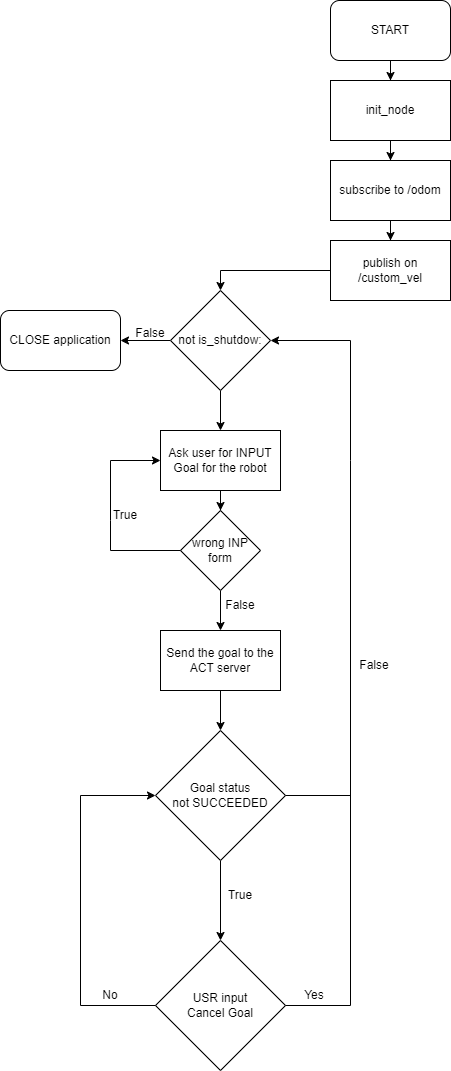 START
init_node
subscribe to /odom
publish on
/custom_vel
not is_shutdow:
False
CLOSE application
Ask user for INPUT
Goal for the robot
True
wrong INP
form
False
Send the goal to the
ACT server
False
Goal status
not SUCCEEDED
True
No
USR input
Cancel Goal
Yes